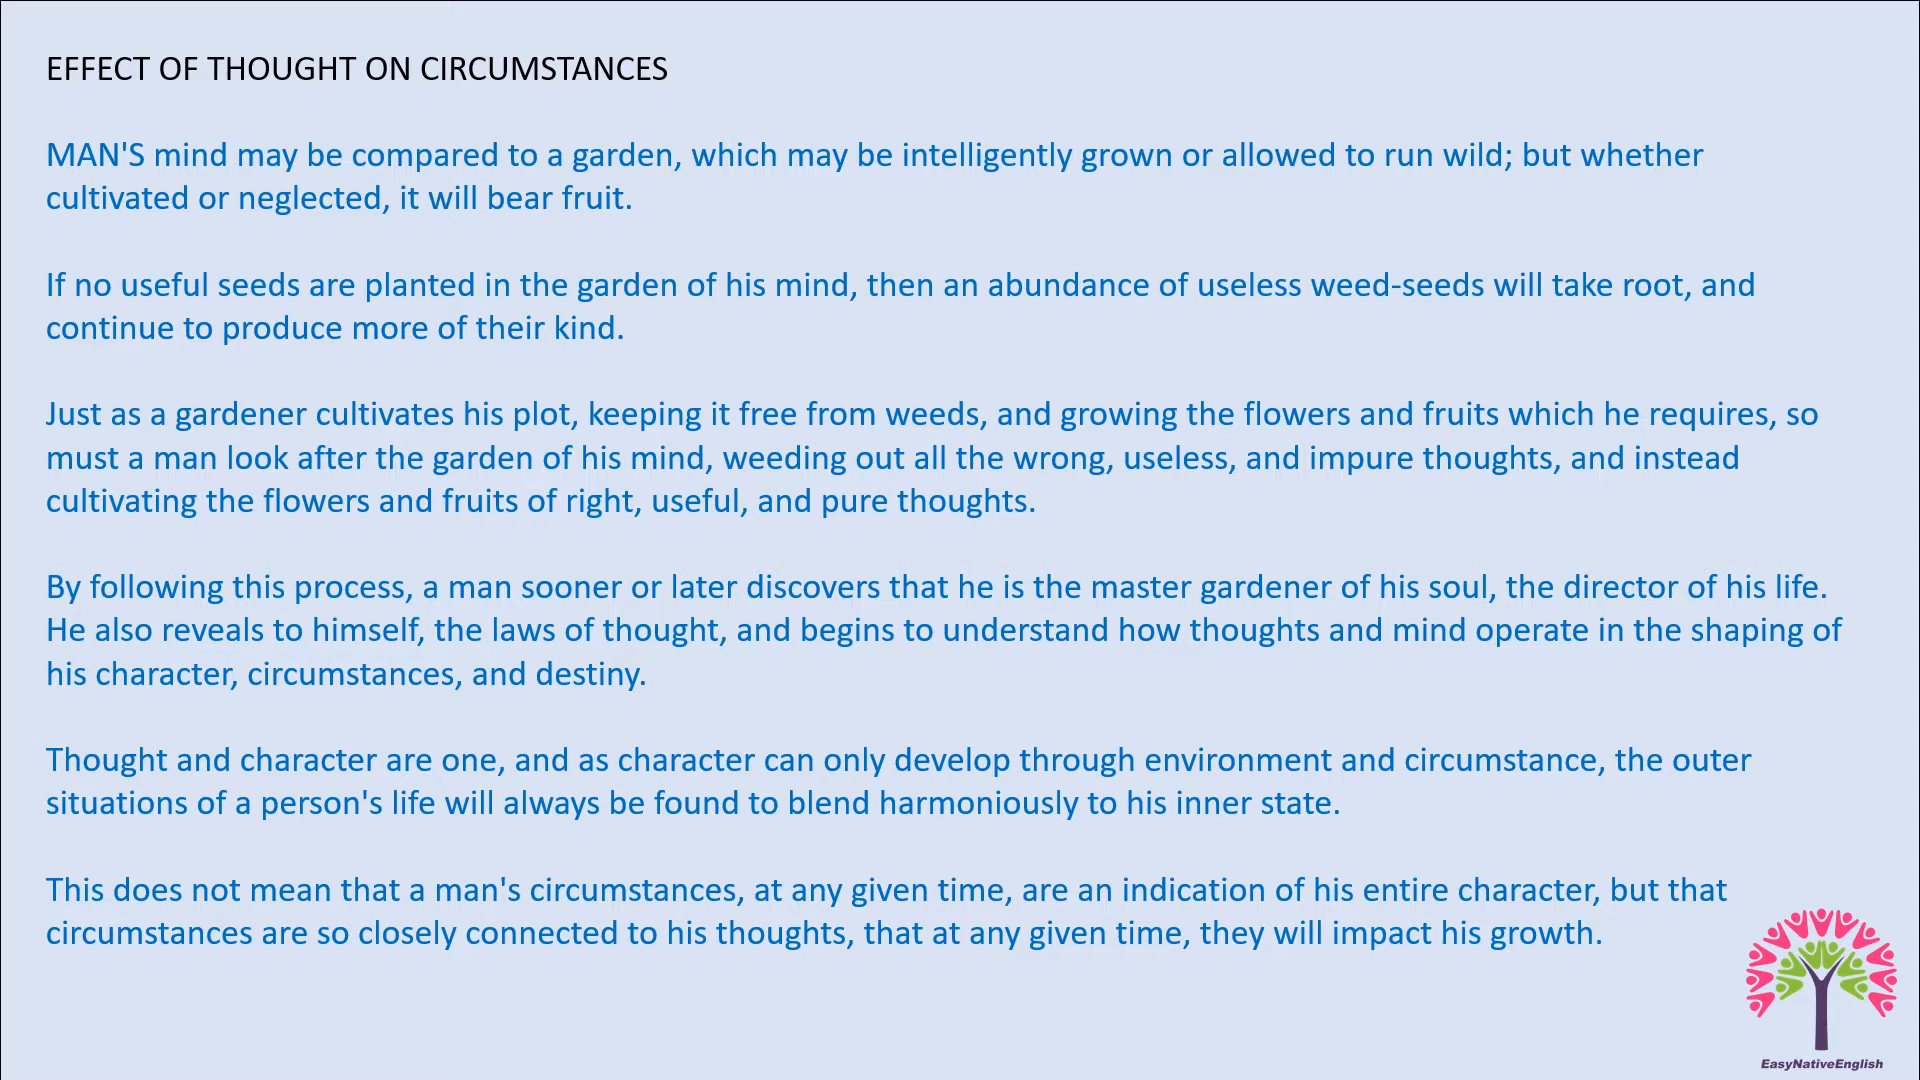 EFFECT OF THOUGHT ON CIRCUMSTANCES
MAN'S mind may be compared to a garden, which may be intelligently grown or allowed to run wild; but whether
cultivated or neglected, it will bear fruit.
If no useful seeds are planted in the garden of his mind, then an abundance of useless weed-seeds will take root, and
continue to produce more of their kind.
Just as a gardener cultivates his plot, keeping it free from weeds, and growing the flowers and fruits which he requires, so
must a man look after the garden of his mind, weeding out all the wrong, useless, and impure thoughts, and instead
cultivating the flowers and fruits of right, useful, and pure thoughts.
By following this process, a man sooner or later discovers that he is the master gardener of his soul, the director of his life.
He also reveals to himself, the laws of thought, and begins to understand how thoughts and mind operate in the shaping of
his character, circumstances, and destiny.
Thought and character are one, and as character can only develop through environment and circumstance, the outer
situations of a person's life will always be found to blend harmoniously to his inner state.
This does not mean that a man's circumstances, at any given time, are an indication of his entire character, but that
circumstances are so closely connected to his thoughts, that at any given time, they will impact his growth.
EasyNativeEnglish